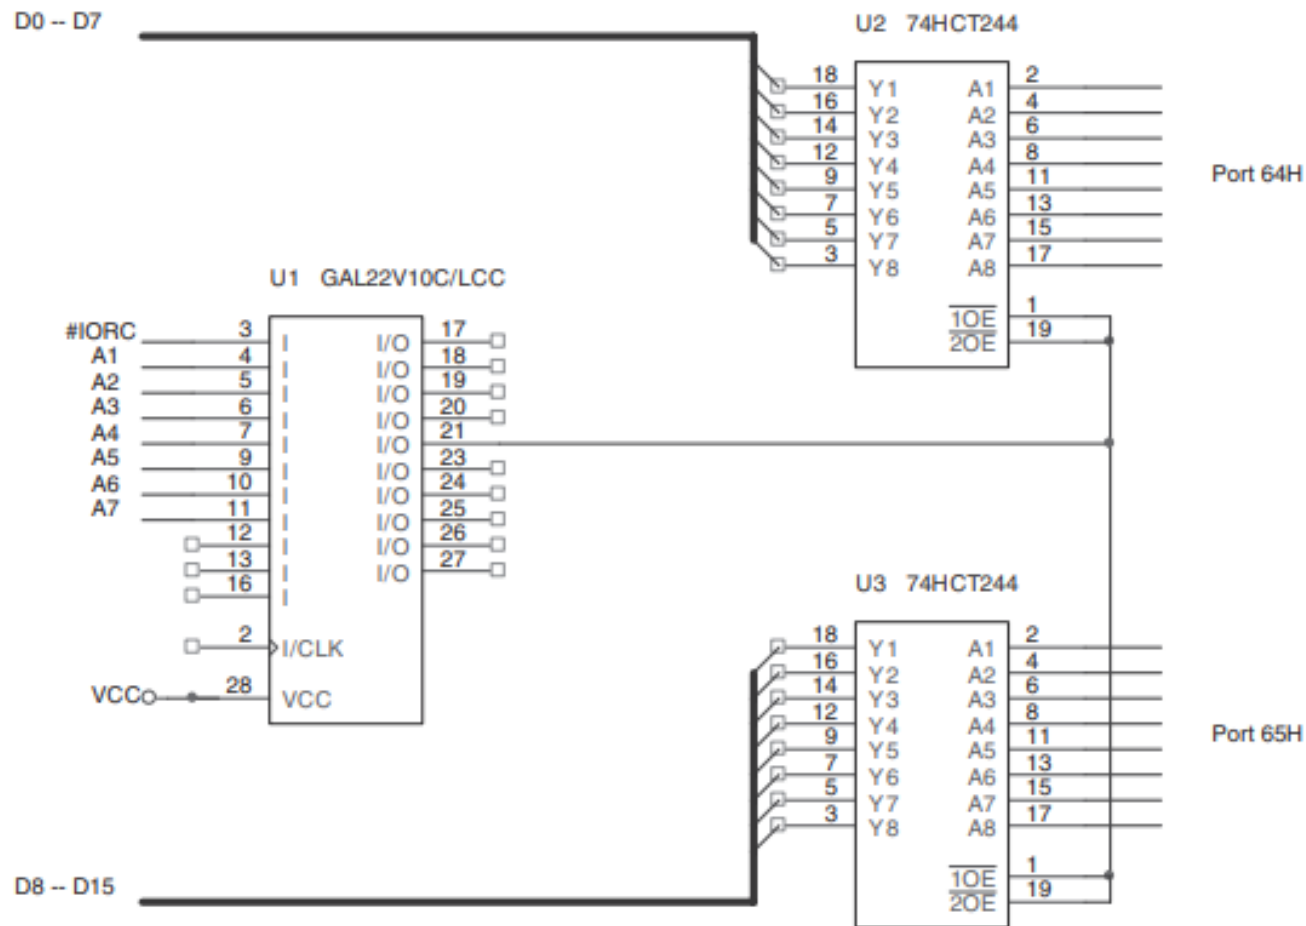 D0 -- D7
U2 74HCT244
18 Y1 A1 2
16 Y2 A2 4
14 Y3 A3 6
12 Y4 A4 8
9 Y5 A5 11
7 Y6 A6 13
5 Y7 A7 15
3 Y8 A8 17
1OE 1
2OE 19
Port 64H
U1 GAL22V10C/LCC
#IORC 3 I I/O 17
A1 4 I I/O 18
A2 5 I I/O 19
A3 6 I I/O 20
A4 7 I I/O 21
A5 9 I I/O 23
A6 10 I I/O 24
A7 11 I I/O 25
12 I I/O 26
13 I I/O 27
16 I
2 I/CLK
VCC 28 VCC
U3 74HCT244
18 Y1 A1 2
16 Y2 A2 4
14 Y3 A3 6
12 Y4 A4 8
9 Y5 A5 11
7 Y6 A6 13
5 Y7 A7 15
3 Y8 A8 17
1OE 1
2OE 19
Port 65H
D8 -- D15